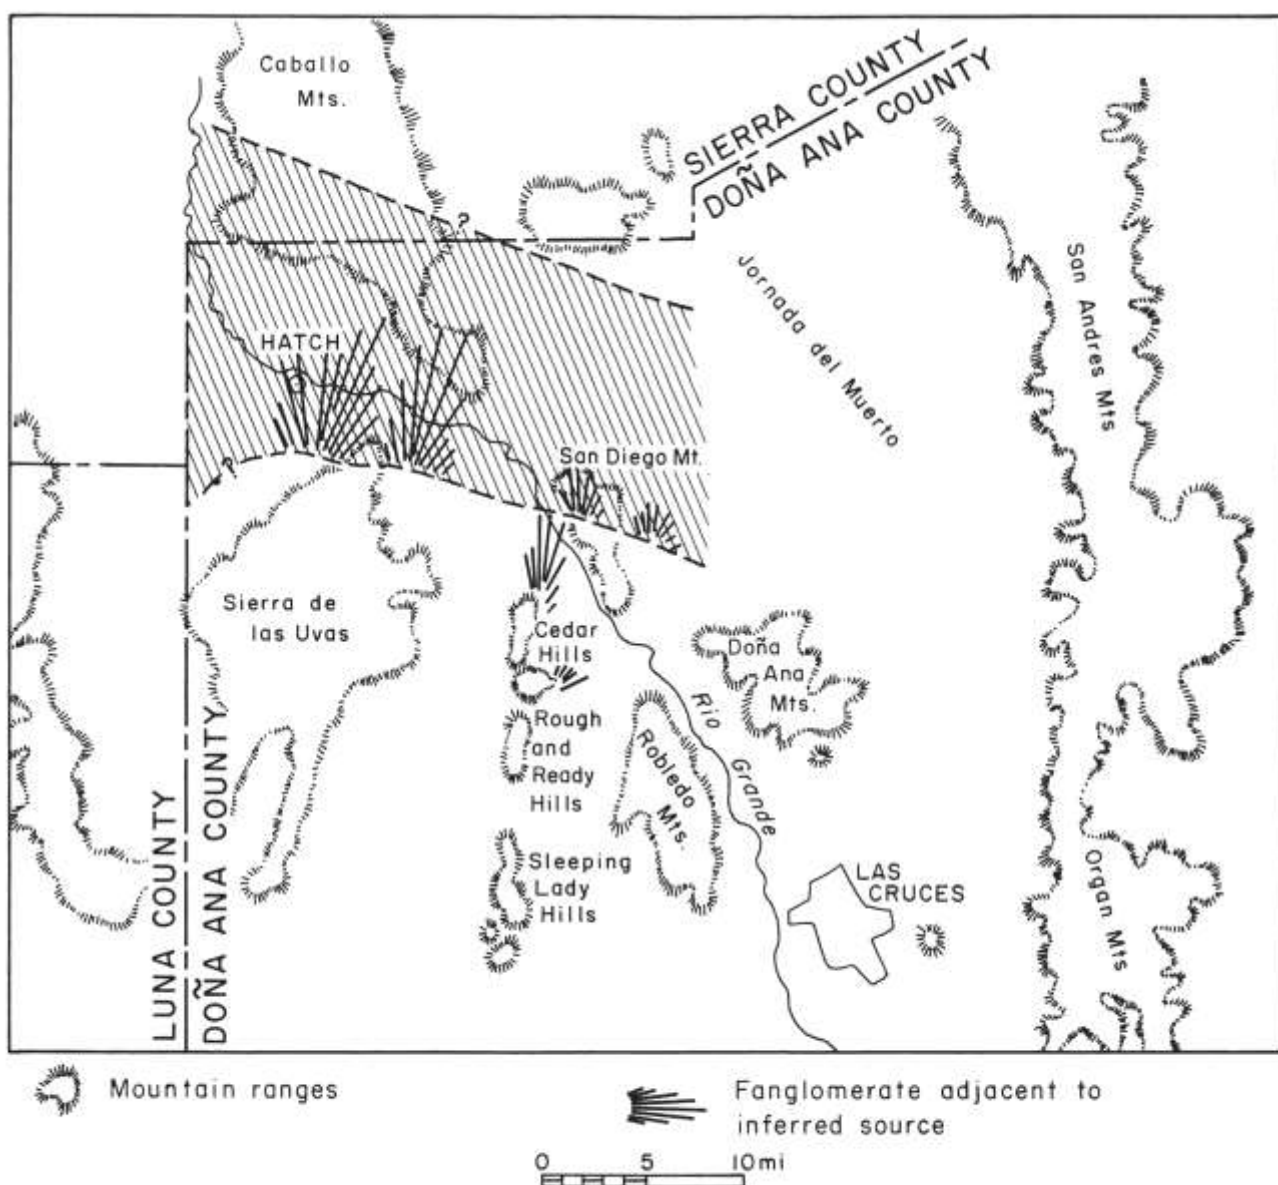 Caballo
Mts.
SIERRA COUNTY
DOÑA ANA COUNTY
?
San Andres Mts
Jornada del Muerto
HATCH
San Diego Mt.
?
Sierra de
las Uvas
Cedar
Hills
Doña
Ana
Mts.
Rio Grande
Rough
and
Ready
Hills
Robledo
Mts.
LUNA COUNTY
DOÑA ANA COUNTY
Sleeping
Lady
Hills
LAS
CRUCES
Organ Mts
Mountain ranges
Fanglomerate adjacent to
inferred source
0 5 10 mi